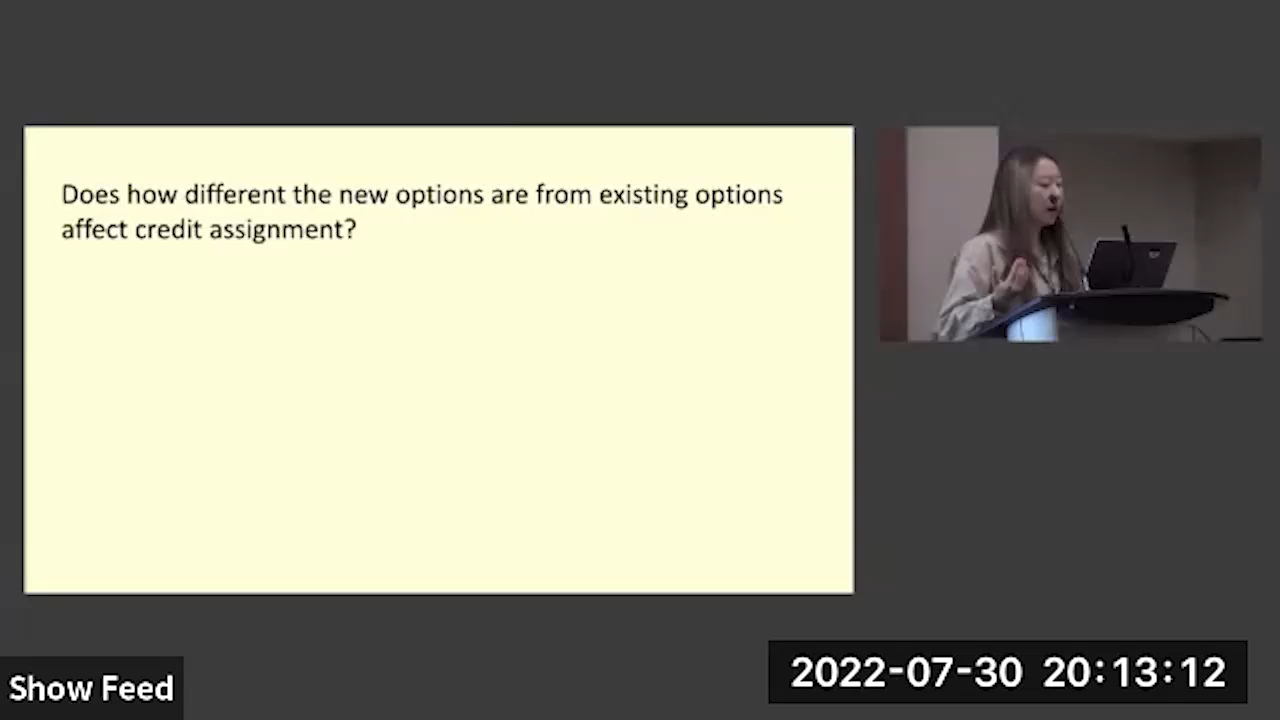 Does how different the new options are from existing options
affect credit assignment?
Show Feed
2022-07-30 20:13:12